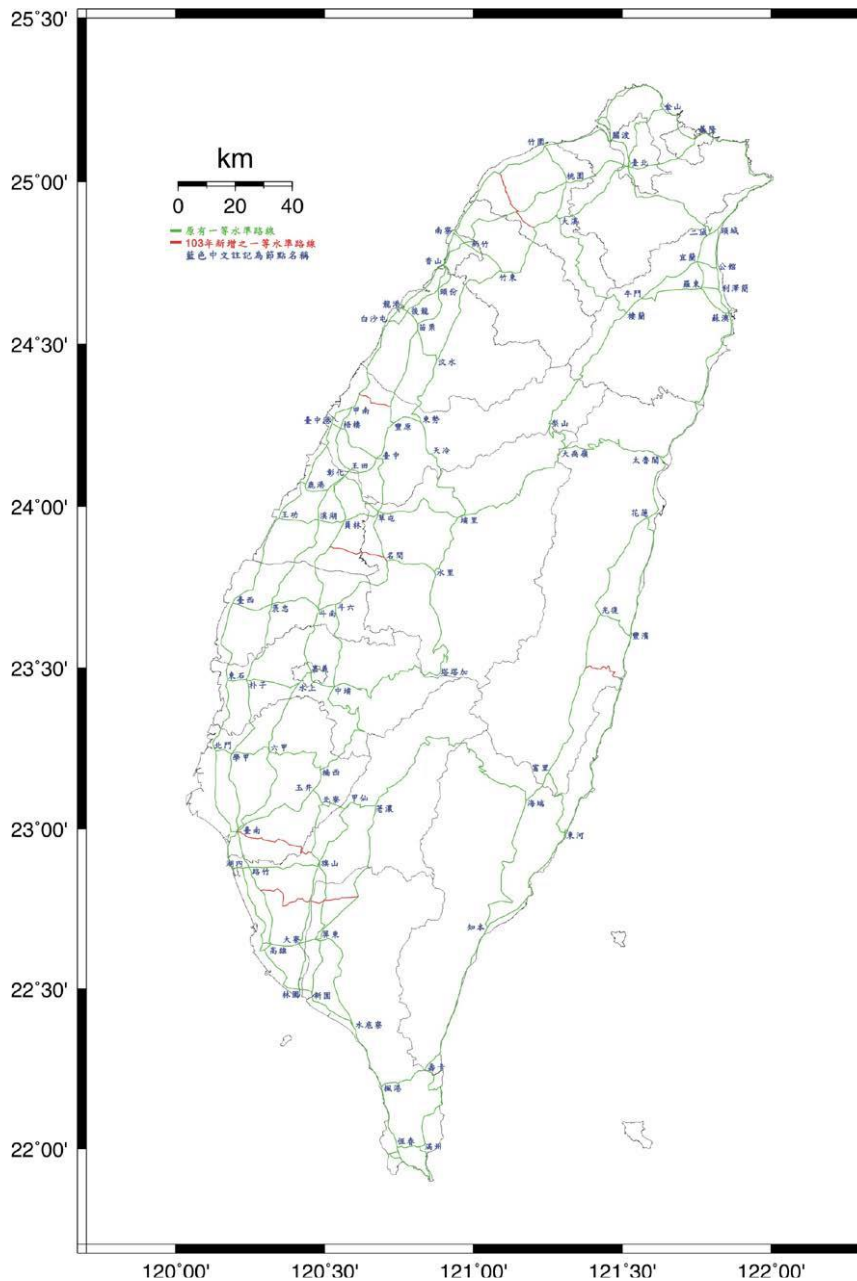 25°30'
金山
基隆
關渡
竹圍
臺北
25°00'
桃園
大溪
km
0 20 40
原有一等水準路線
103年新增之一等水準路線
藍色中文註記為節點名稱
南寮
新竹
香山
竹東
頭份
二城
頭城
宜蘭
公館
羅東
利澤簡
牛鬥
棲蘭
蘇澳
龍港
後龍
白沙屯
苗栗
24°30'
汶水
甲南
臺中港
梧棲
豐原
東勢
梨山
天冷
大禹嶺
太魯閣
臺中
王田
彰化
鹿港
24°00'
王功
溪湖
員林
草屯
埔里
花蓮
名間
水里
臺西
褒忠
斗南
斗六
光復
豐濱
23°30'
東石
朴子
嘉義
水上
中埔
塔塔加
北門
學甲
六甲
楠西
玉井
北寮
甲仙
荖濃
富里
海端
23°00'
臺南
東河
湖內
路竹
旗山
知本
大寮
屏東
高雄
22°30'
林園
新園
水底寮
壽卡
楓港
22°00'
恆春
滿州
120°00' 120°30' 121°00' 121°30' 122°00'